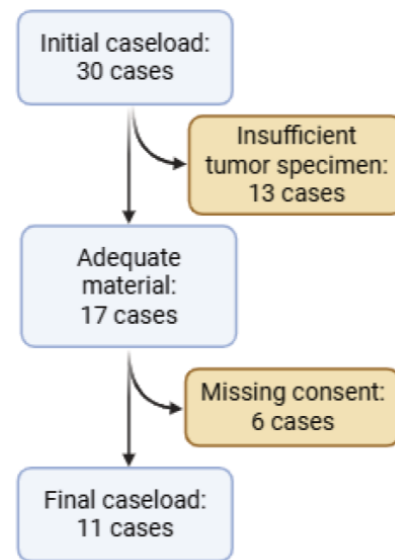 Initial caseload:
30 cases
Insufficient
tumor specimen:
13 cases
Adequate
material:
17 cases
Missing consent:
6 cases
Final caseload:
11 cases